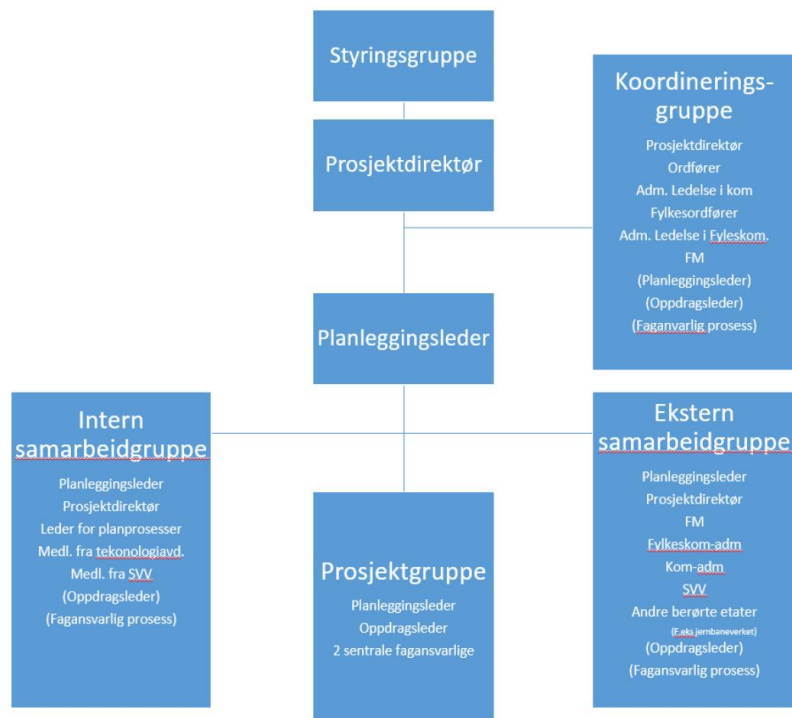 Styringsgruppe
Prosjektdirektør
Koordinerings-
gruppe
Prosjektdirektør
Ordfører
Adm. Ledelse i kom
Fylkesordfører
Adm. Ledelse i Fyleskom.
FM
(Planleggingsleder)
(Oppdragsleder)
(Faganvarlig prosess)
Planleggingsleder
Intern
samarbeidgruppe
Planleggingsleder
Prosjektdirektør
Leder for planprosesser
Medl. fra tekonologiavd.
Medl. fra SVV
(Oppdragsleder)
(Fagansvarlig prosess)
Prosjektgruppe
Planleggingsleder
Oppdragsleder
2 sentrale fagansvarlige
Ekstern
samarbeidgruppe
Planleggingsleder
Prosjektdirektør
FM
Fylkeskom-adm
Kom-adm
SVV
Andre berørte etater
(F.eks jernbaneverket)
(Oppdragsleder)
(Fagansvarlig prosess)